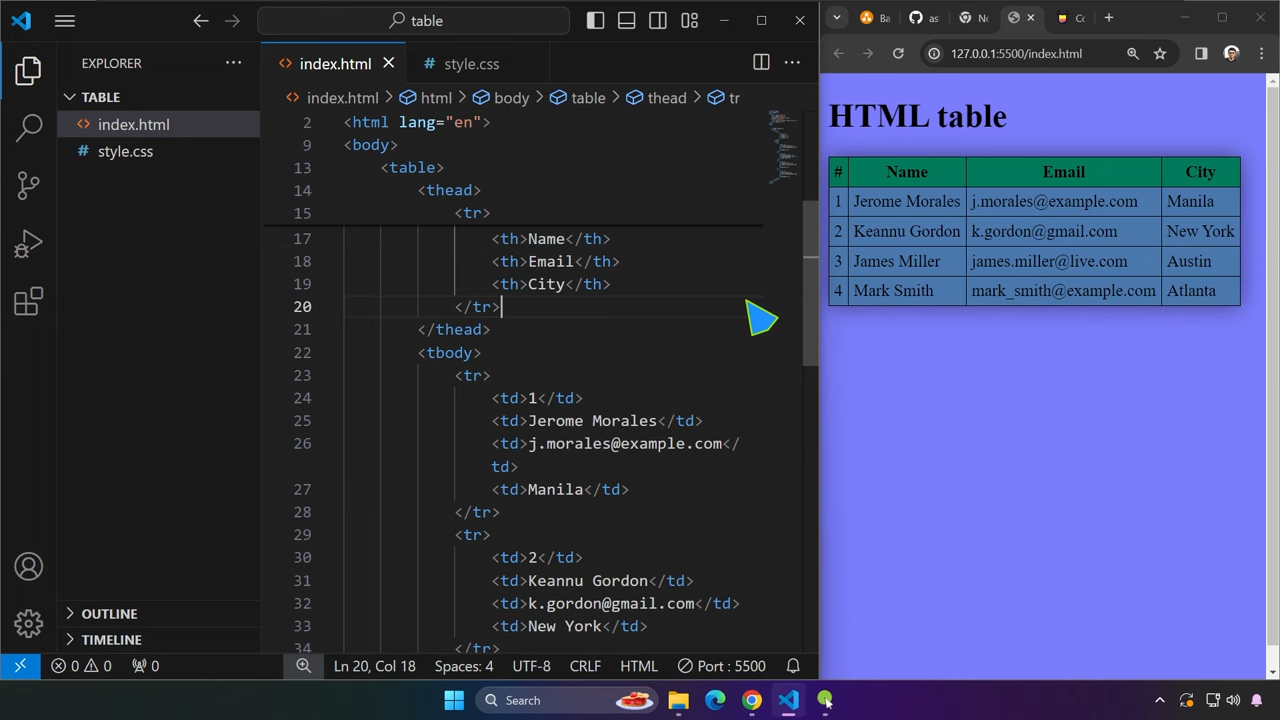 table
Ba
as
Ne
Co
EXPLORER
index.html
style.css
127.0.0.1:5500/index.html
TABLE
index.html
style.css
index.html
html
body
table
thead
tr
2 <html lang="en">
9 <body>
13 <table>
14 <thead>
15 <tr>
17 <th>Name</th>
18 <th>Email</th>
19 <th>City</th>
20 </tr>
21 </thead>
22 <tbody>
23 <tr>
24 <td>1</td>
25 <td>Jerome Morales</td>
26 <td>j.morales@example.com</
td>
27 <td>Manila</td>
28 </tr>
29 <tr>
30 <td>2</td>
31 <td>Keannu Gordon</td>
32 <td>k.gordon@gmail.com</td>
33 <td>New York</td>
34 </tr>
HTML table
# Name Email City
1 Jerome Morales j.morales@example.com Manila
2 Keannu Gordon k.gordon@gmail.com New York
3 James Miller james.miller@live.com Austin
4 Mark Smith mark_smith@example.com Atlanta
OUTLINE
TIMELINE
0 0 0 Ln 20, Col 18 Spaces: 4 UTF-8 CRLF HTML Port : 5500
Search